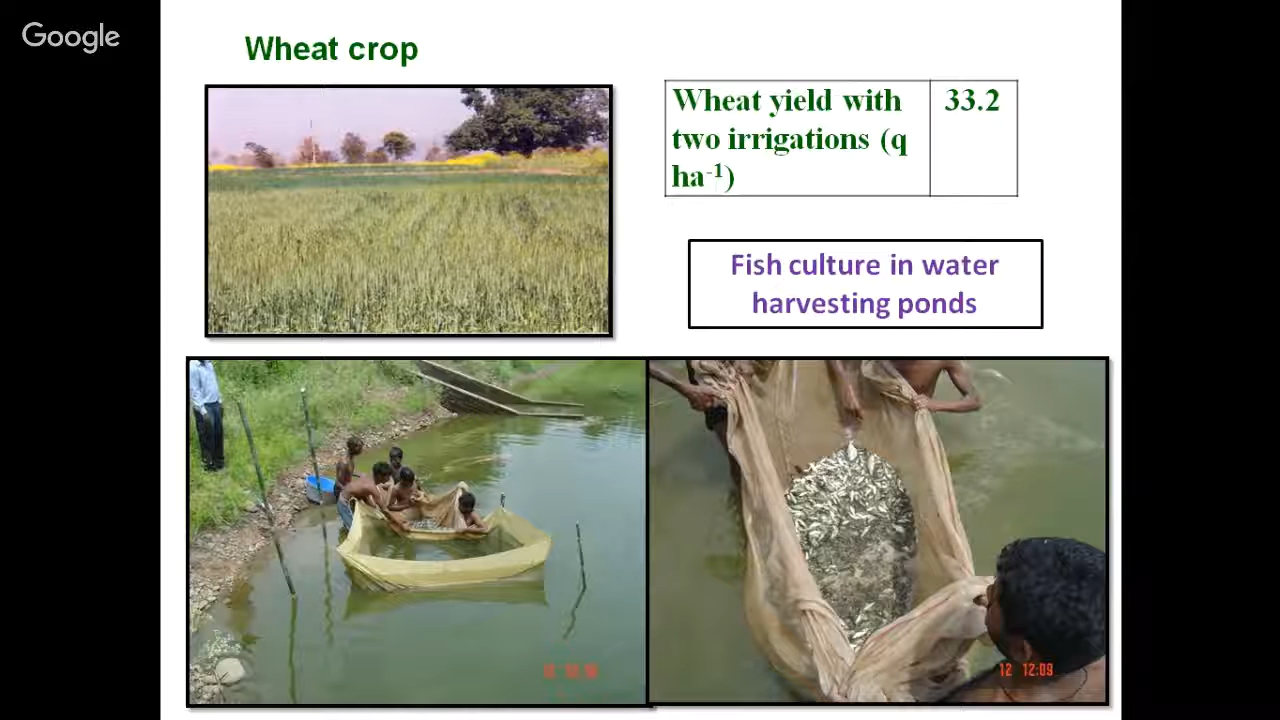 Google
Wheat crop
Wheat yield with
two irrigations (q
ha⁻¹)
33.2
Fish culture in water
harvesting ponds
12 12:09